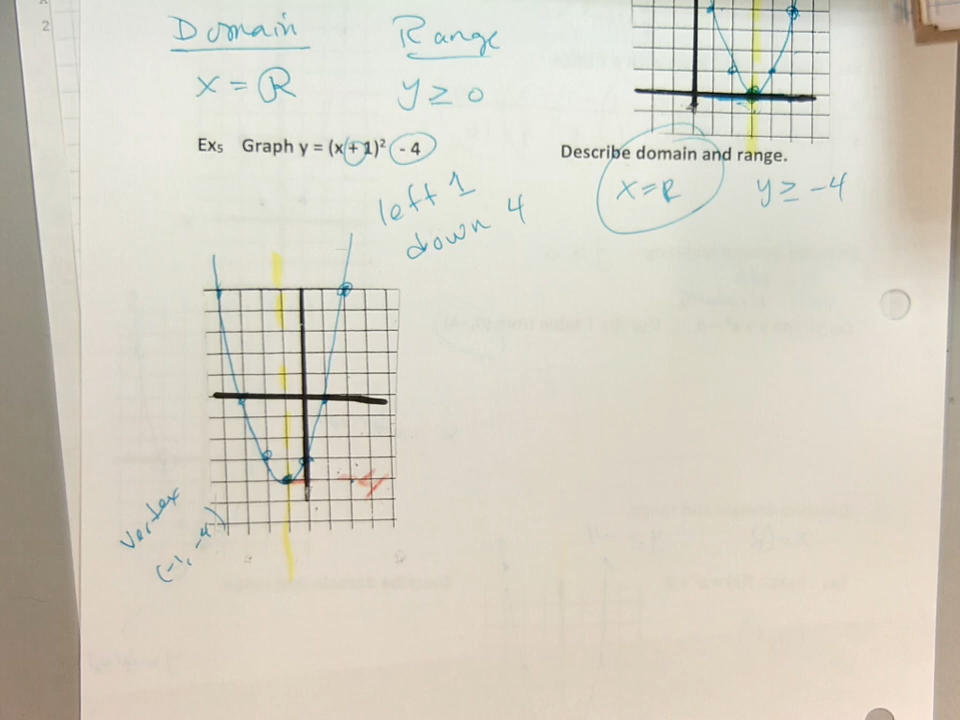 2
Domain Range
x = ℝ y ≥ 0
Ex5 Graph y = (x + 1)² - 4
Describe domain and range.
x = R y ≥ -4
left 1
down 4
-4
vertex
(-1, -4)